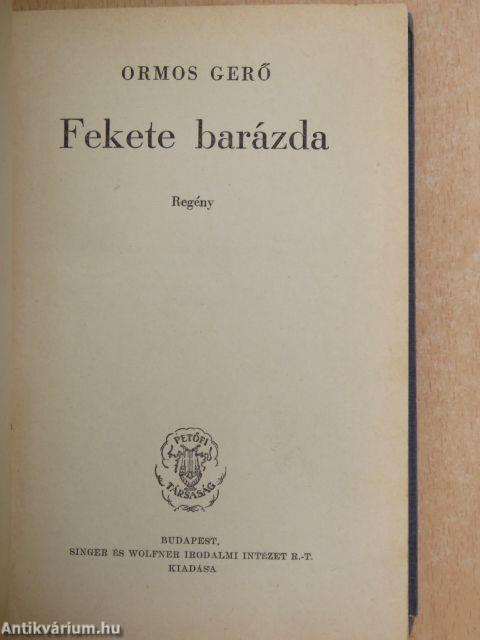 ORMOS GERŐ
Fekete barázda
Regény
PETŐFI
TÁRSASÁG
BUDAPEST,
SINGER ÉS WOLFNER IRODALMI INTÉZET R.-T.
KIADÁSA
Antikvárium.hu